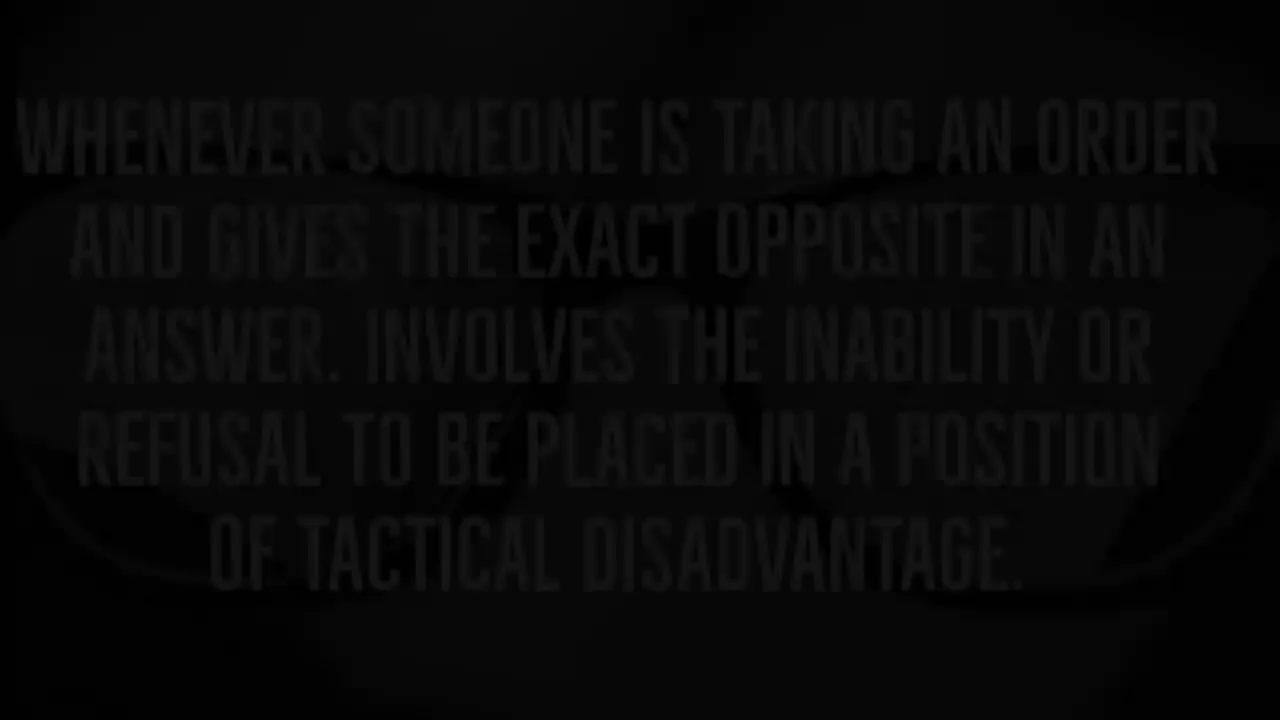 WHENEVER SOMEONE IS TAKING AN ORDER
AND GIVES THE EXACT OPPOSITE IN AN
ANSWER. INVOLVES THE INABILITY OR
REFUSAL TO BE PLACED IN A POSITION
OF TACTICAL DISADVANTAGE.